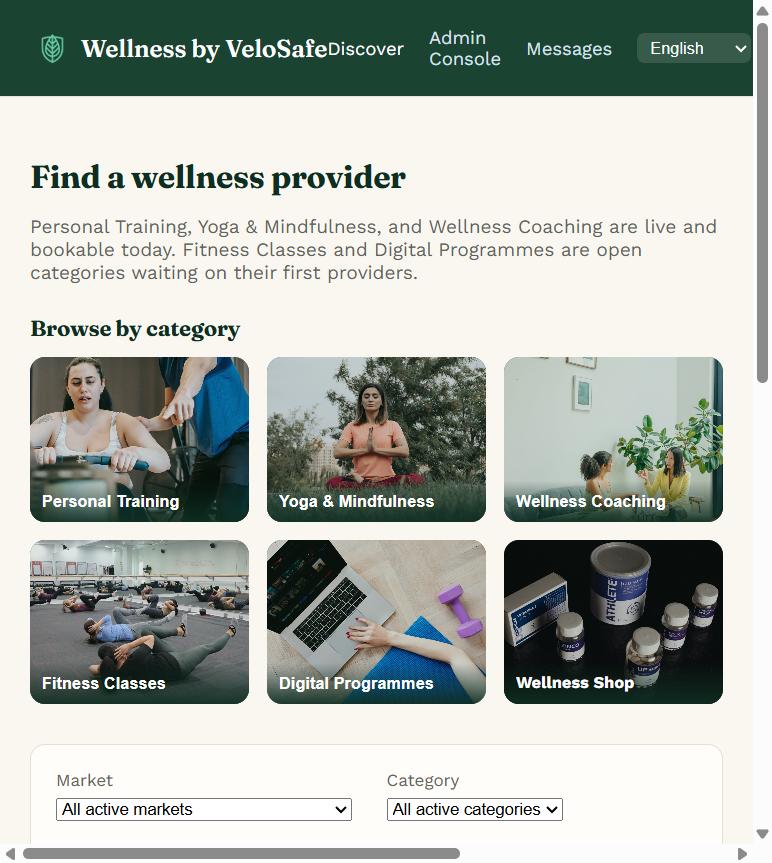 Wellness by VeloSafe
Discover
Admin
Console
Messages
English
Find a wellness provider
Personal Training, Yoga & Mindfulness, and Wellness Coaching are live and
bookable today. Fitness Classes and Digital Programmes are open
categories waiting on their first providers.
Browse by category
Personal Training
Yoga & Mindfulness
Wellness Coaching
Fitness Classes
Digital Programmes
ATHLETE
Wellness Shop
Market
Category
All active markets
All active categories